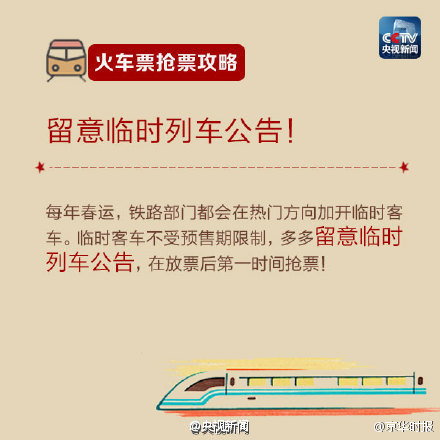 CCTV
央视新闻
火车票抢票攻略
留意临时列车公告！
每年春运，铁路部门都会在热门方向加开临时客
车。临时客车不受预售期限制，多多留意临时
列车公告，在放票后第一时间抢票！
@央视新闻